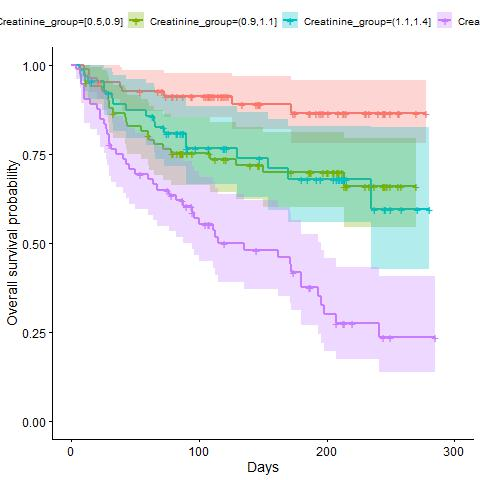 Creatinine_group=[0.5,0.9] Creatinine_group=(0.9,1.1] Creatinine_group=(1.1,1.4] Crea
1.00
0.75
0.50
0.25
0.00
Overall survival probability
0 100 200 300
Days